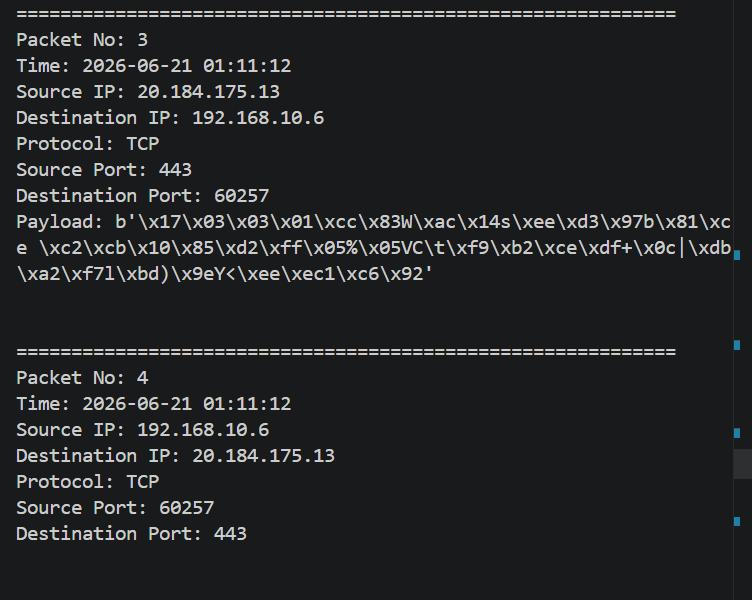 ============================================================
Packet No: 3
Time: 2026-06-21 01:11:12
Source IP: 20.184.175.13
Destination IP: 192.168.10.6
Protocol: TCP
Source Port: 443
Destination Port: 60257
Payload: b'\x17\x03\x03\x01\xcc\x83W\xac\x14s\xee\xd3\x97b\x81\xc
e \xc2\xcb\x10\x85\xd2\xff\x05%\x05VC\t\xf9\xb2\xce\xdf+\x0c|\xdb
\xa2\xf7l\xbd)\x9eY<\xee\xec1\xc6\x92'
============================================================
Packet No: 4
Time: 2026-06-21 01:11:12
Source IP: 192.168.10.6
Destination IP: 20.184.175.13
Protocol: TCP
Source Port: 60257
Destination Port: 443